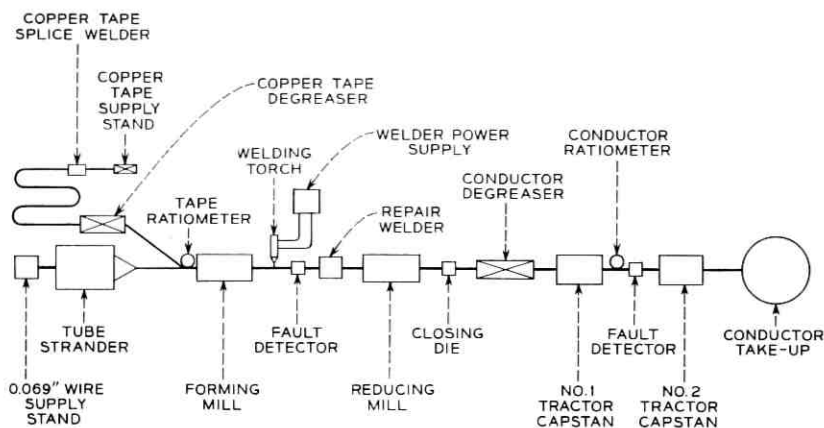 COPPER TAPE
SPLICE WELDER
COPPER
TAPE
SUPPLY
STAND
COPPER TAPE
DEGREASER
WELDING
TORCH
WELDER POWER
SUPPLY
TAPE
RATIOMETER
REPAIR
WELDER
CONDUCTOR
DEGREASER
CONDUCTOR
RATIOMETER
TUBE
STRANDER
FAULT
DETECTOR
CLOSING
DIE
FAULT
DETECTOR
CONDUCTOR
TAKE-UP
0.069" WIRE
SUPPLY
STAND
FORMING
MILL
REDUCING
MILL
NO.1
TRACTOR
CAPSTAN
NO.2
TRACTOR
CAPSTAN